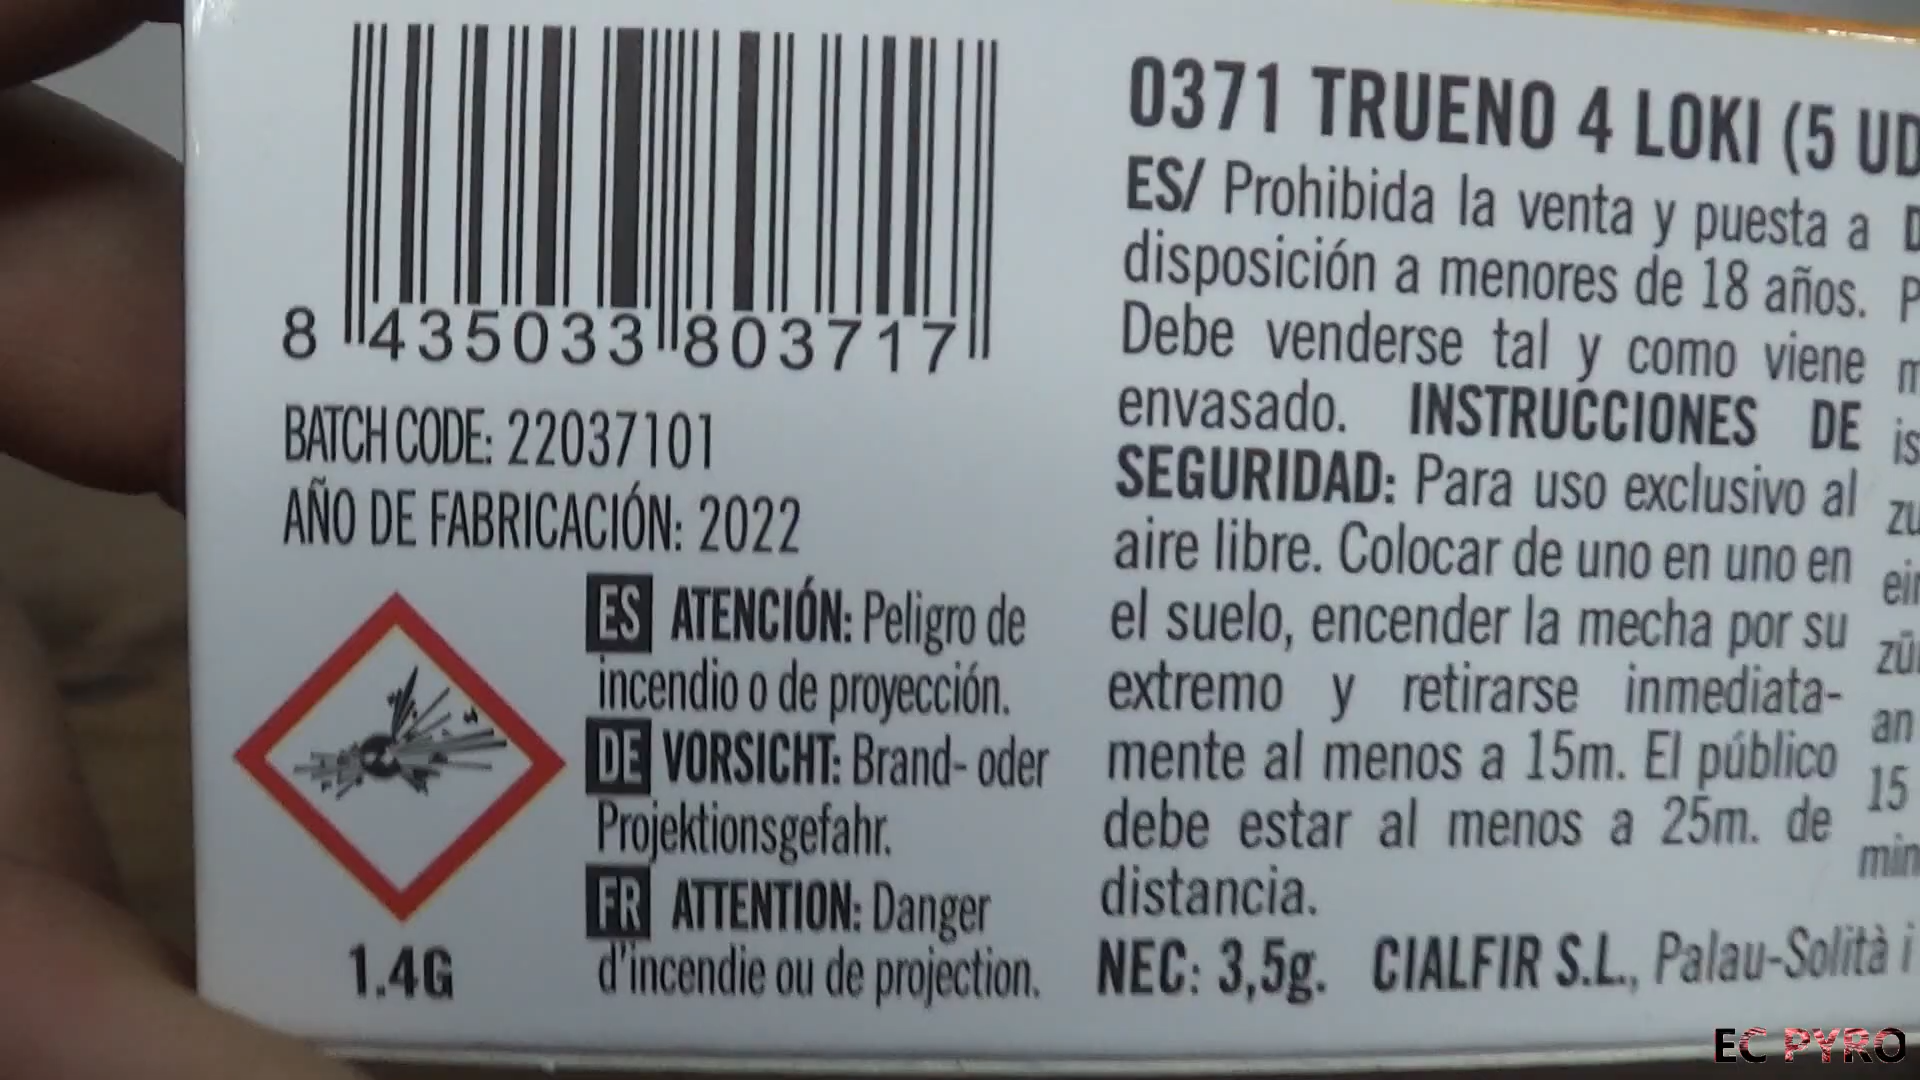 8 435033 803717
BATCH CODE: 22037101
AÑO DE FABRICACIÓN: 2022
ES ATENCIÓN: Peligro de
incendio o de proyección.
DE VORSICHT: Brand- oder
Projektionsgefahr.
FR ATTENTION: Danger
d'incendie ou de projection.
1.4G
0371 TRUENO 4 LOKI (5 UD
ES/ Prohibida la venta y puesta a
disposición a menores de 18 años.
Debe venderse tal y como viene
envasado. INSTRUCCIONES DE
SEGURIDAD: Para uso exclusivo al
aire libre. Colocar de uno en uno en
el suelo, encender la mecha por su
extremo y retirarse inmediata-
mente al menos a 15m. El público
debe estar al menos a 25m. de
distancia.
NEC: 3,5g. CIALFIR S.L., Palau-Solità i
an
15
EC PYRO